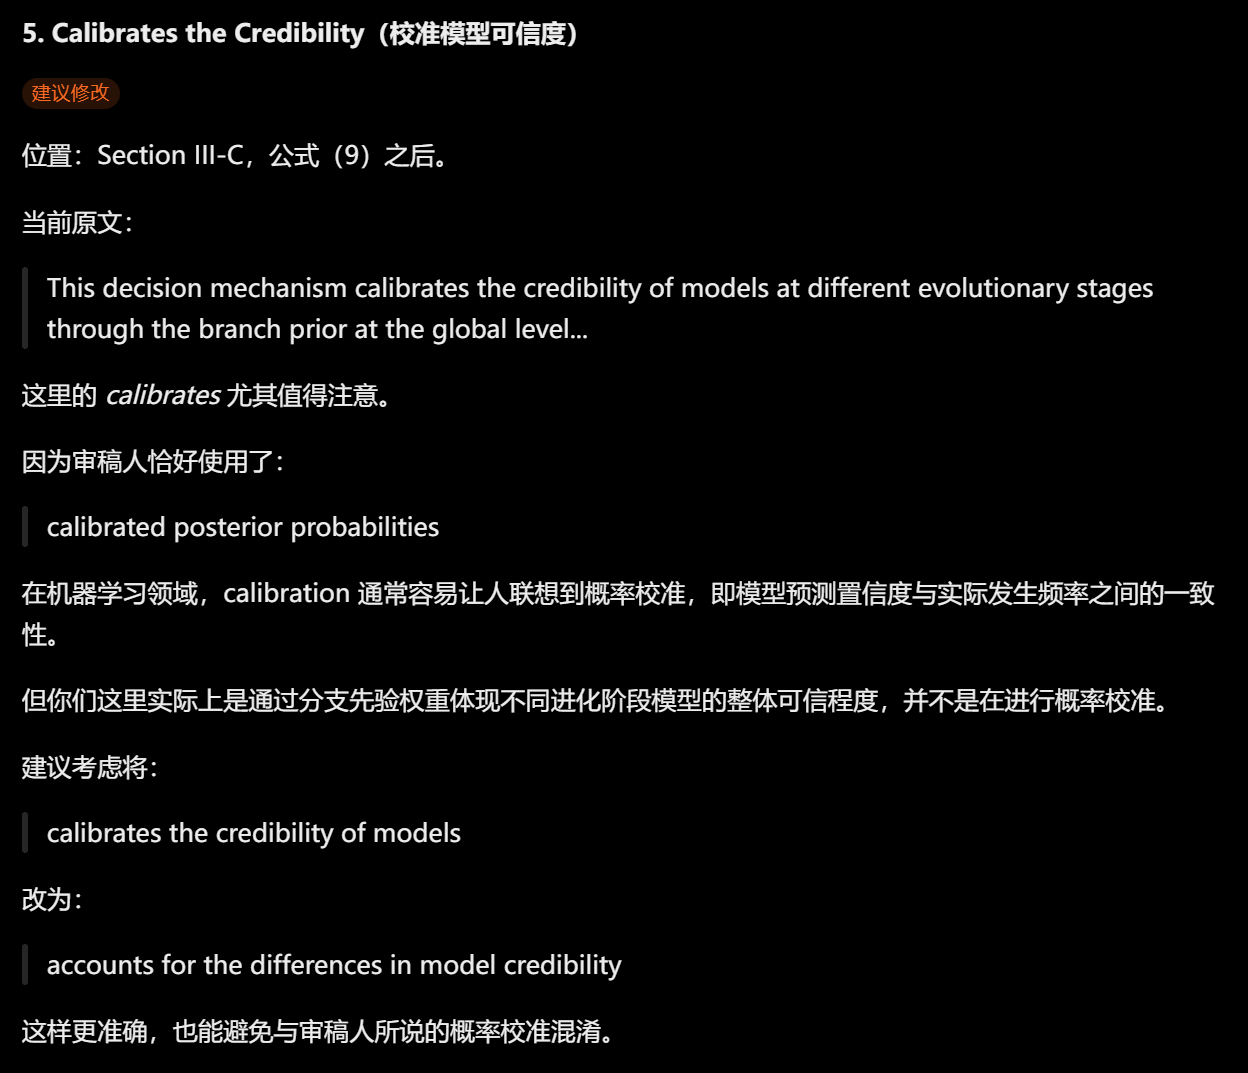 5. Calibrates the Credibility（校准模型可信度）
建议修改
位置：Section III-C，公式（9）之后。
当前原文：
This decision mechanism calibrates the credibility of models at different evolutionary stages
through the branch prior at the global level...
这里的 calibrates 尤其值得注意。
因为审稿人恰好使用了：
calibrated posterior probabilities
在机器学习领域，calibration 通常容易让人联想到概率校准，即模型预测置信度与实际发生频率之间的一致
性。
但你们这里实际上是通过分支先验权重体现不同进化阶段模型的整体可信程度，并不是在进行概率校准。
建议考虑将：
calibrates the credibility of models
改为：
accounts for the differences in model credibility
这样更准确，也能避免与审稿人所说的概率校准混淆。